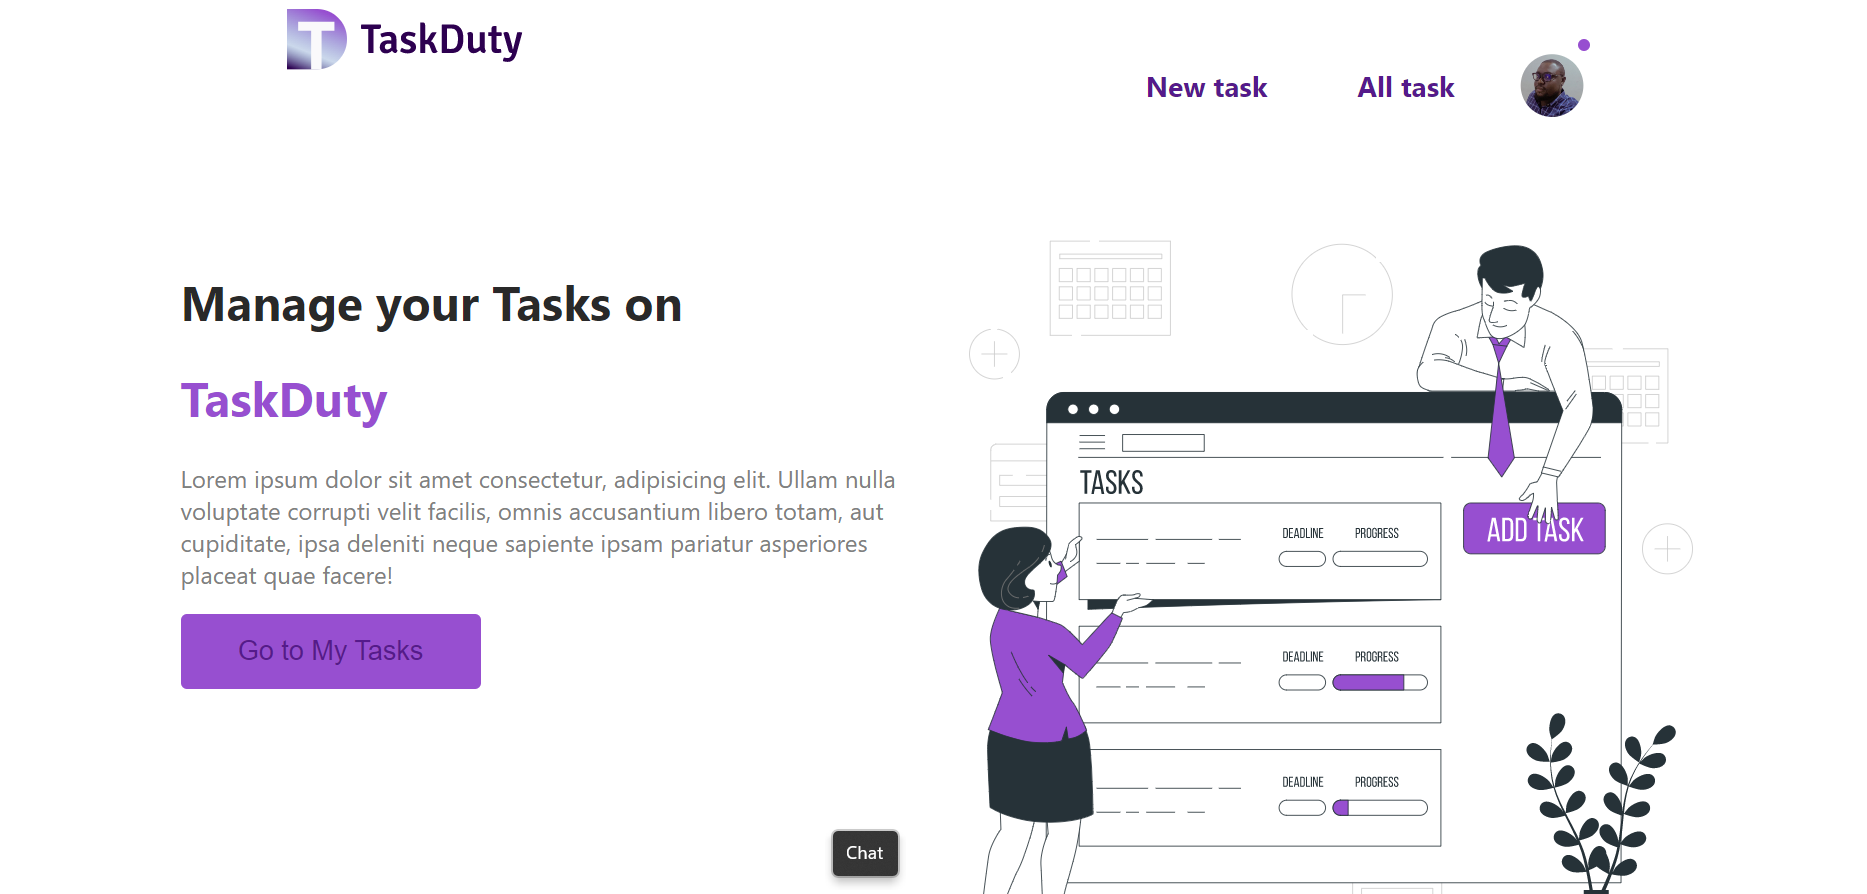 TaskDuty
New task
All task
Manage your Tasks on
TaskDuty
Lorem ipsum dolor sit amet consectetur, adipisicing elit. Ullam nulla
voluptate corrupti velit facilis, omnis accusantium libero totam, aut
cupiditate, ipsa deleniti neque sapiente ipsam pariatur asperiores
placeat quae facere!
Go to My Tasks
TASKS
DEADLINE PROGRESS
ADD TASK
DEADLINE PROGRESS
DEADLINE PROGRESS
Chat